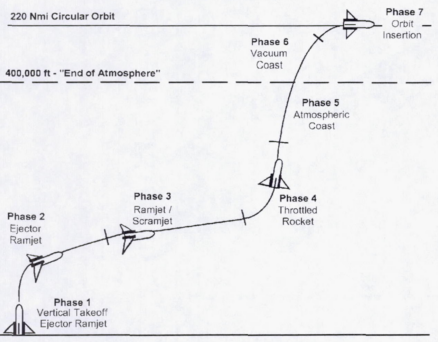 220 Nmi Circular Orbit
Phase 7
Orbit
Insertion
Phase 6
Vacuum
Coast
400,000 ft - "End of Atmosphere"
Phase 5
Atmospheric
Coast
Phase 3
Ramjet /
Scramjet
Phase 4
Throttled
Rocket
Phase 2
Ejector
Ramjet
Phase 1
Vertical Takeoff
Ejector Ramjet